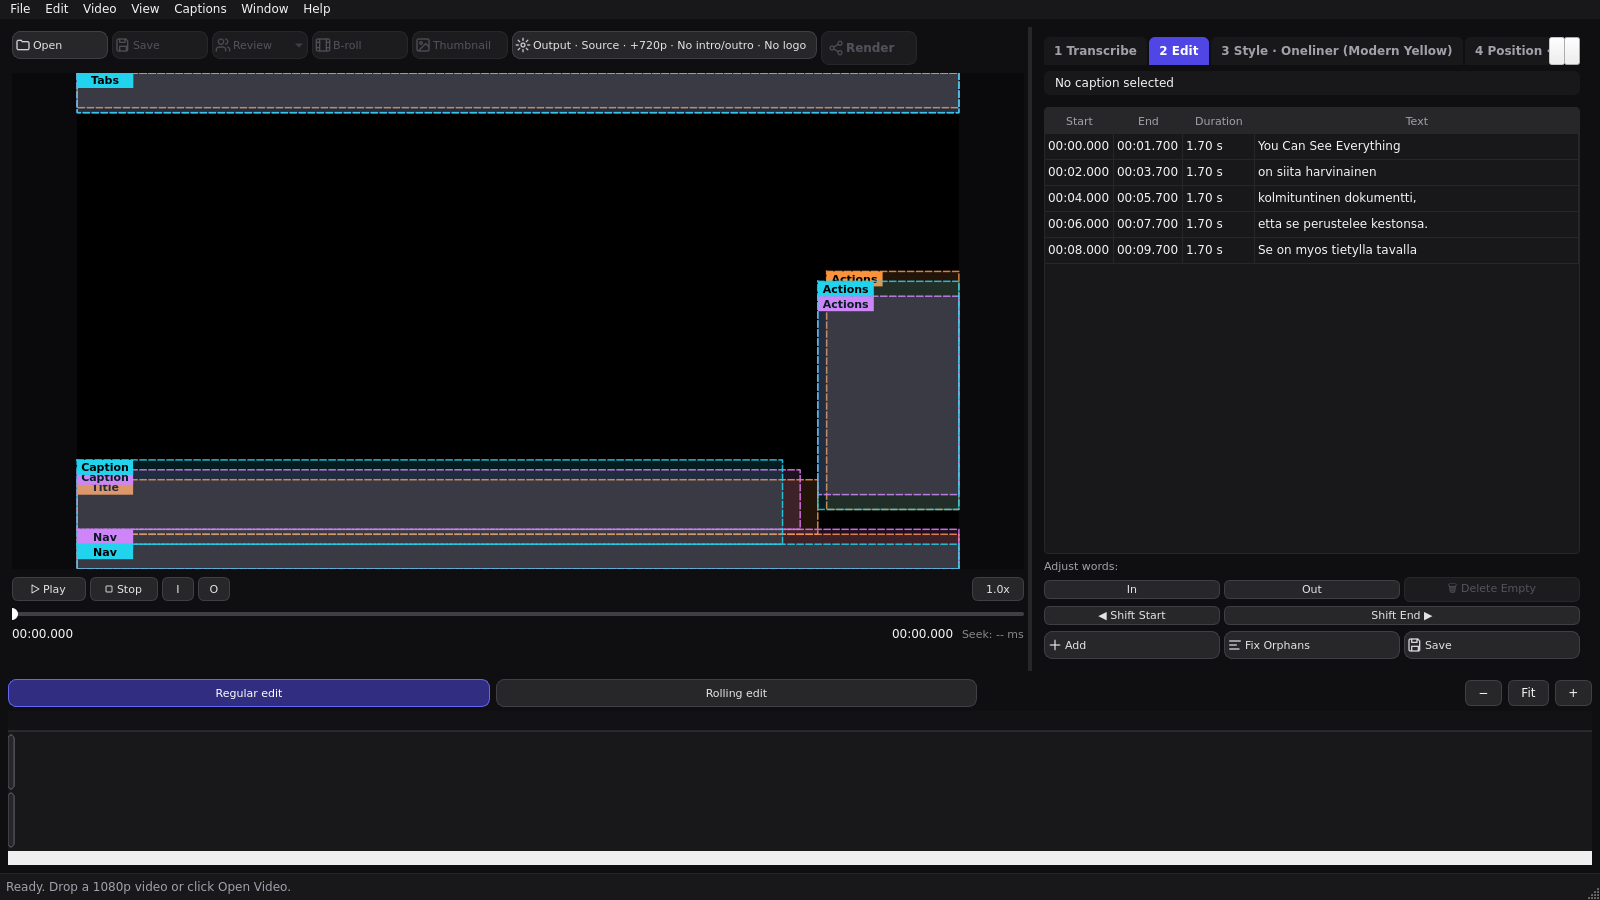 File Edit Video View Captions Window Help
Open Save Review B-roll Thumbnail Output · Source · +720p · No intro/outro · No logo Render
1 Transcribe 2 Edit 3 Style · Oneliner (Modern Yellow) 4 Position
No caption selected
Tabs
Start End Duration Text
00:00.000 00:01.700 1.70 s You Can See Everything
00:02.000 00:03.700 1.70 s on siita harvinainen
00:04.000 00:05.700 1.70 s kolmituntinen dokumentti,
00:06.000 00:07.700 1.70 s etta se perustelee kestonsa.
00:08.000 00:09.700 1.70 s Se on myos tietylla tavalla
Actions
Actions
Actions
Caption
Caption
Title
Nav
Nav
Adjust words:
In Out Delete Empty
◀ Shift Start Shift End ▶
Add Fix Orphans Save
Play Stop I O 1.0x
00:00.000 00:00.000 Seek: -- ms
Regular edit Rolling edit − Fit +
Ready. Drop a 1080p video or click Open Video.